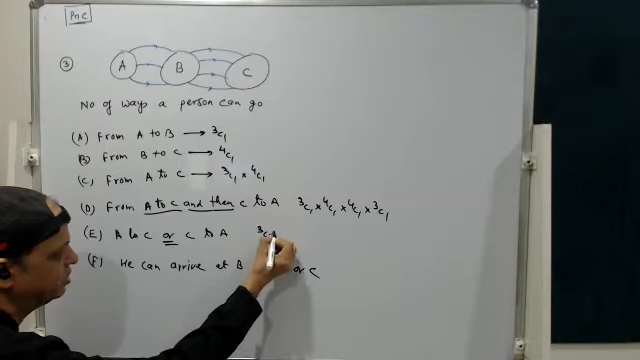 PnC
3
A B C
No of ways a person can go
(A) From A to B → ³C₁
(B) From B to C → ⁴C₁
(C) From A to C → ³C₁ × ⁴C₁
(D) From A to C and then C to A ³C₁ × ⁴C₁ × ⁴C₁ × ³C₁
(E) A to C or C to A ³C₁
(F) He can arrive at B or C